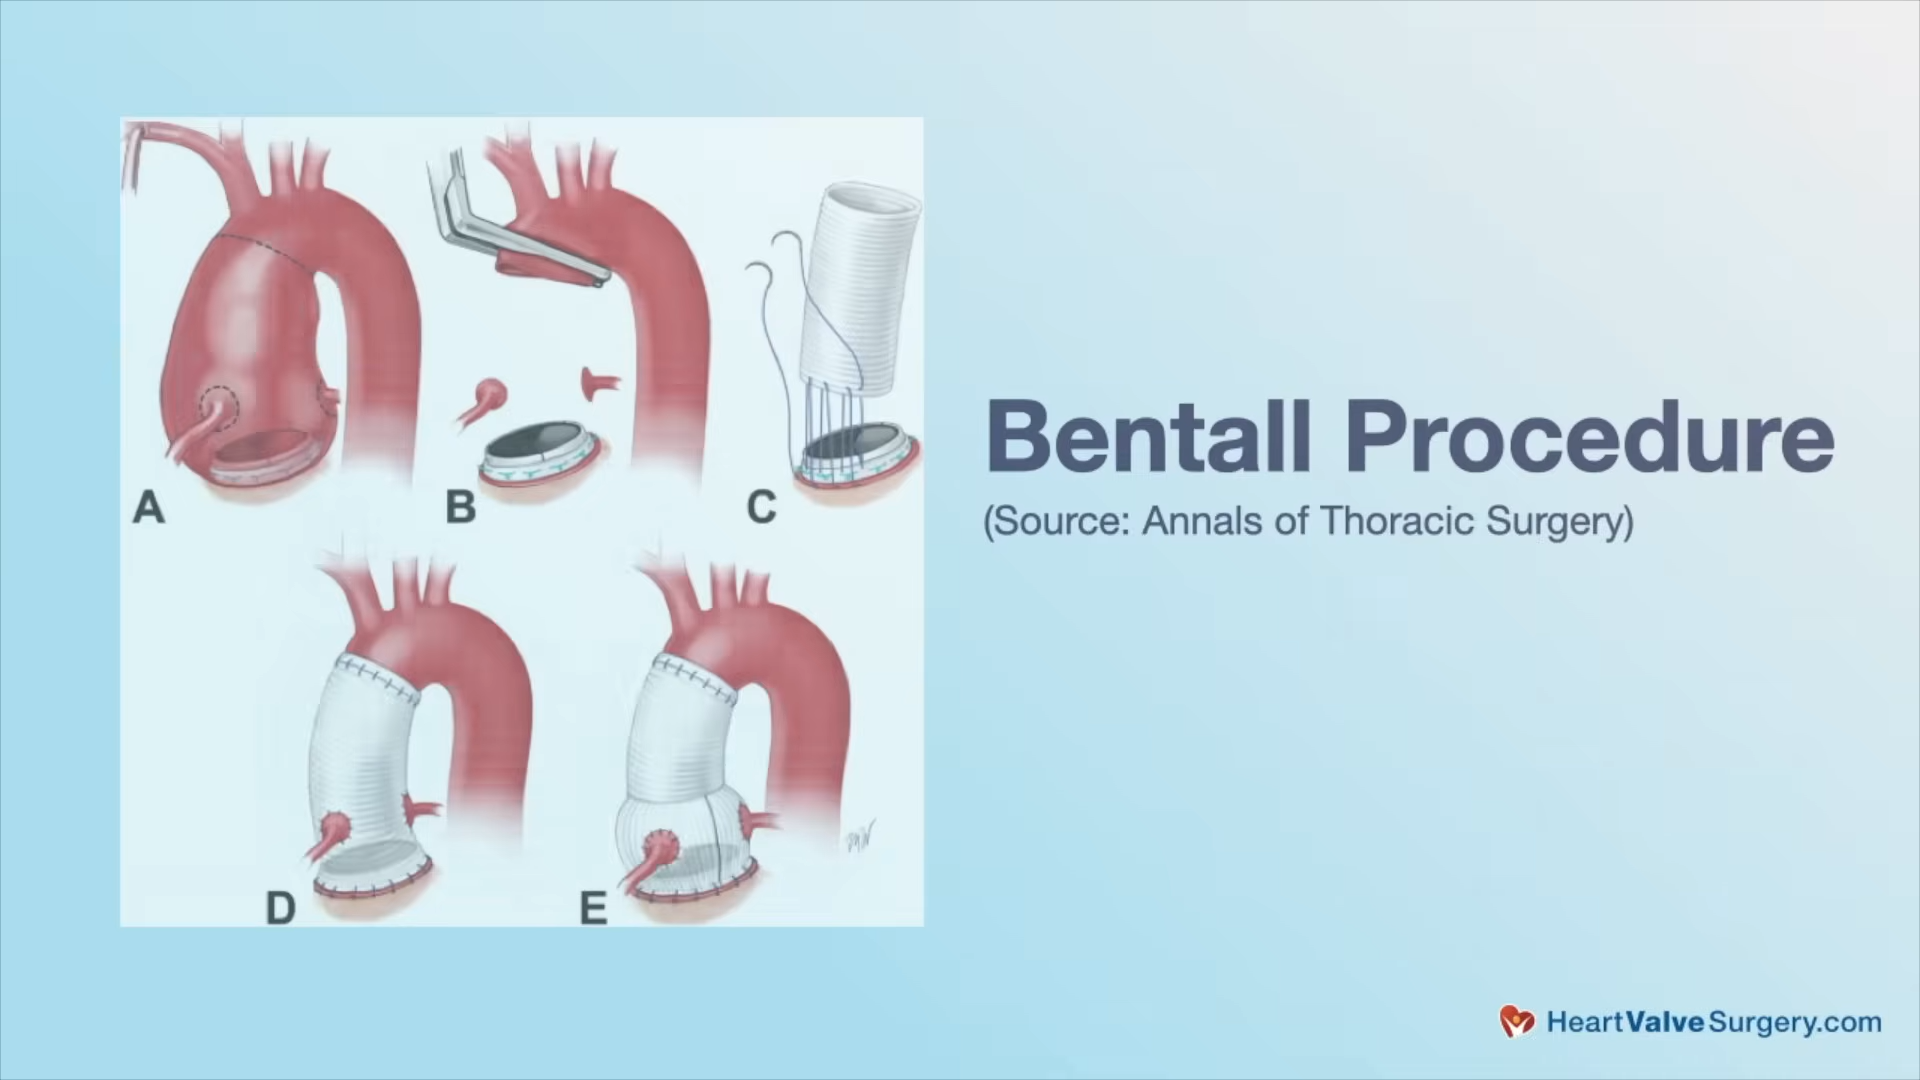 A
B
C
D
E
Bentall Procedure
(Source: Annals of Thoracic Surgery)
HeartValveSurgery.com